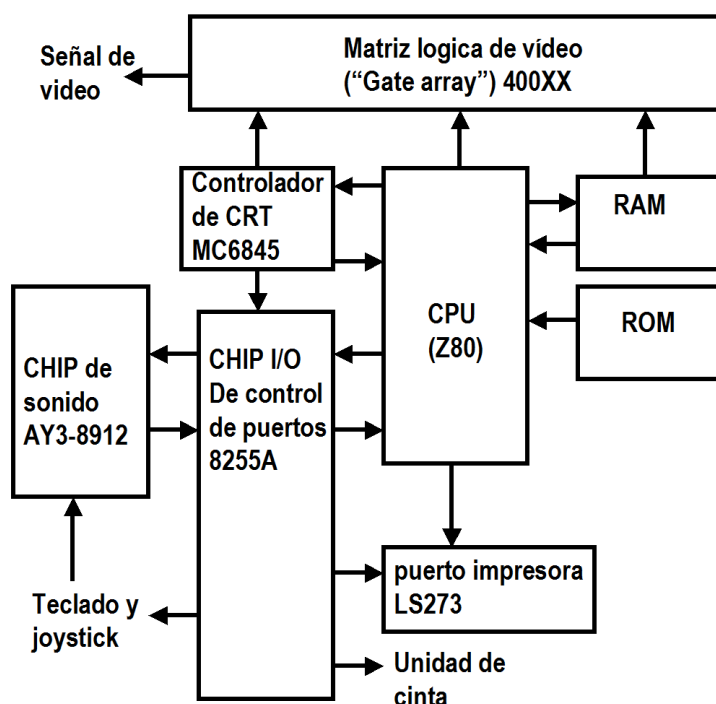 Señal de
video
Matriz logica de vídeo
(“Gate array”) 400XX
Controlador
de CRT
MC6845
CPU
(Z80)
RAM
ROM
CHIP de
sonido
AY3-8912
CHIP I/O
De control
de puertos
8255A
puerto impresora
LS273
Teclado y
joystick
Unidad de
cinta